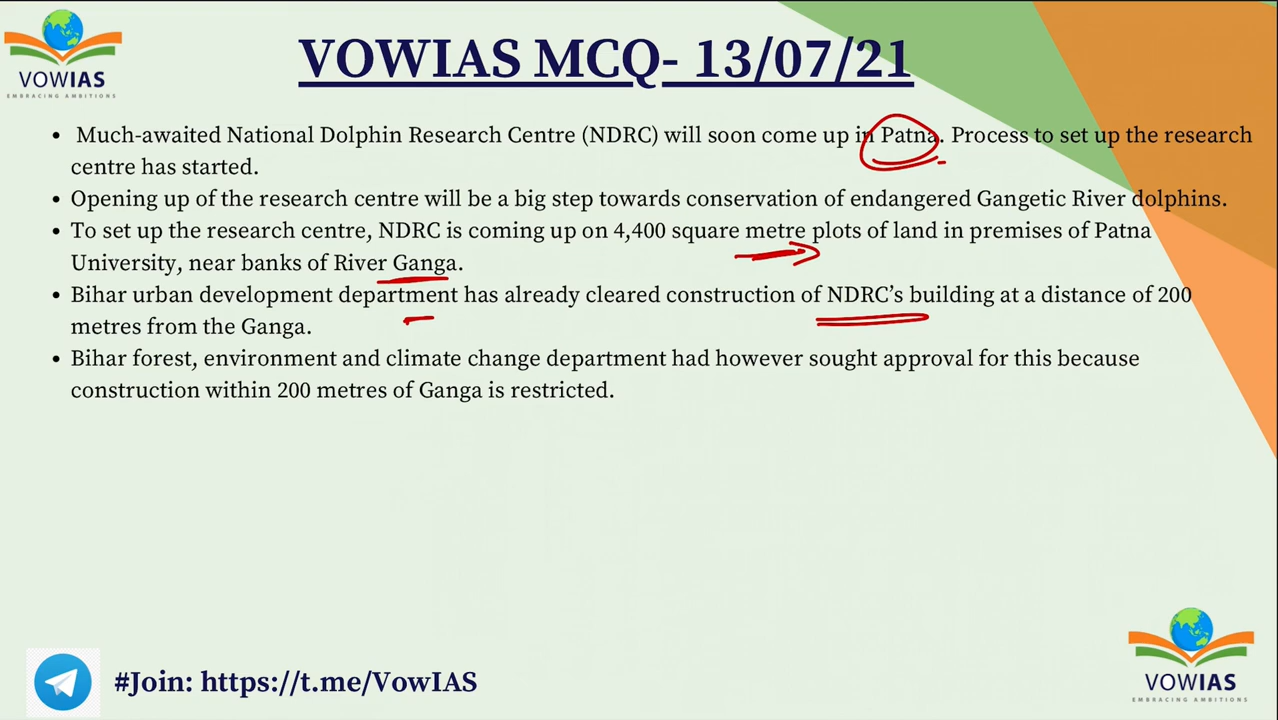 VOWIAS
EMBRACING AMBITIONS
VOWIAS MCQ- 13/07/21
• Much-awaited National Dolphin Research Centre (NDRC) will soon come up in Patna. Process to set up the research
centre has started.
• Opening up of the research centre will be a big step towards conservation of endangered Gangetic River dolphins.
• To set up the research centre, NDRC is coming up on 4,400 square metre plots of land in premises of Patna
University, near banks of River Ganga.
• Bihar urban development department has already cleared construction of NDRC’s building at a distance of 200
metres from the Ganga.
• Bihar forest, environment and climate change department had however sought approval for this because
construction within 200 metres of Ganga is restricted.
#Join: https://t.me/VowIAS
VOWIAS
EMBRACING AMBITIONS